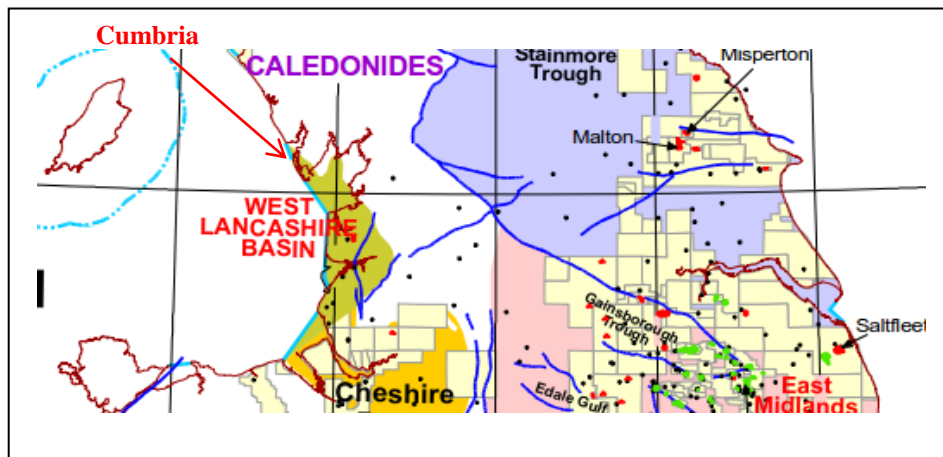 Cumbria
CALEDONIDES
Stainmore
Trough
Misperton
Malton
WEST
LANCASHIRE
BASIN
Gainsborough
Trough
Saltfleet
Cheshire
Edale Gulf
East
Midlands